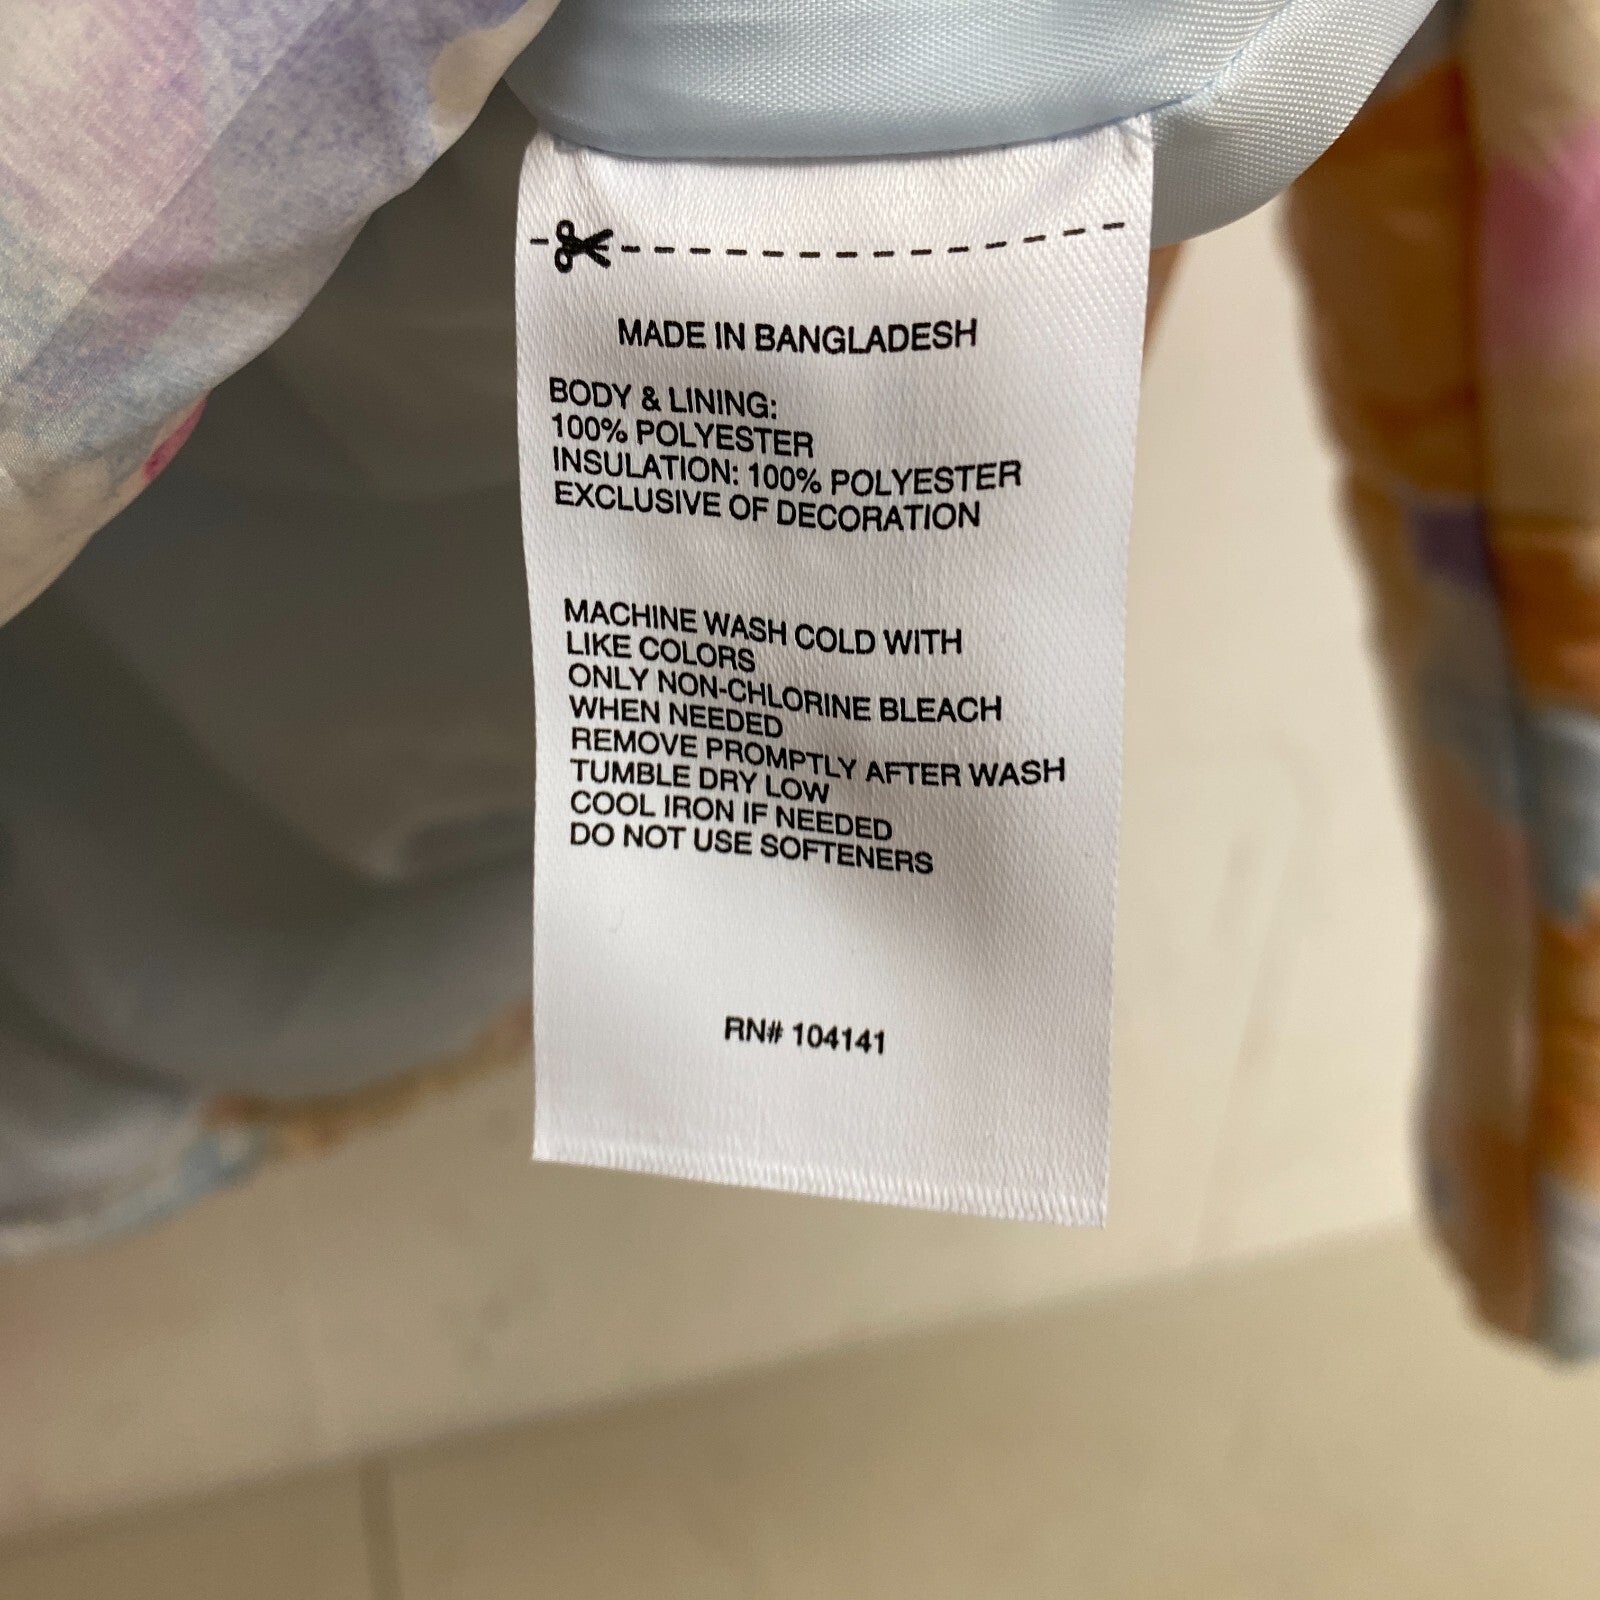 MADE IN BANGLADESH
BODY & LINING:
100% POLYESTER
INSULATION: 100% POLYESTER
EXCLUSIVE OF DECORATION
MACHINE WASH COLD WITH
LIKE COLORS
ONLY NON-CHLORINE BLEACH
WHEN NEEDED
REMOVE PROMPTLY AFTER WASH
TUMBLE DRY LOW
COOL IRON IF NEEDED
DO NOT USE SOFTENERS
RN# 104141